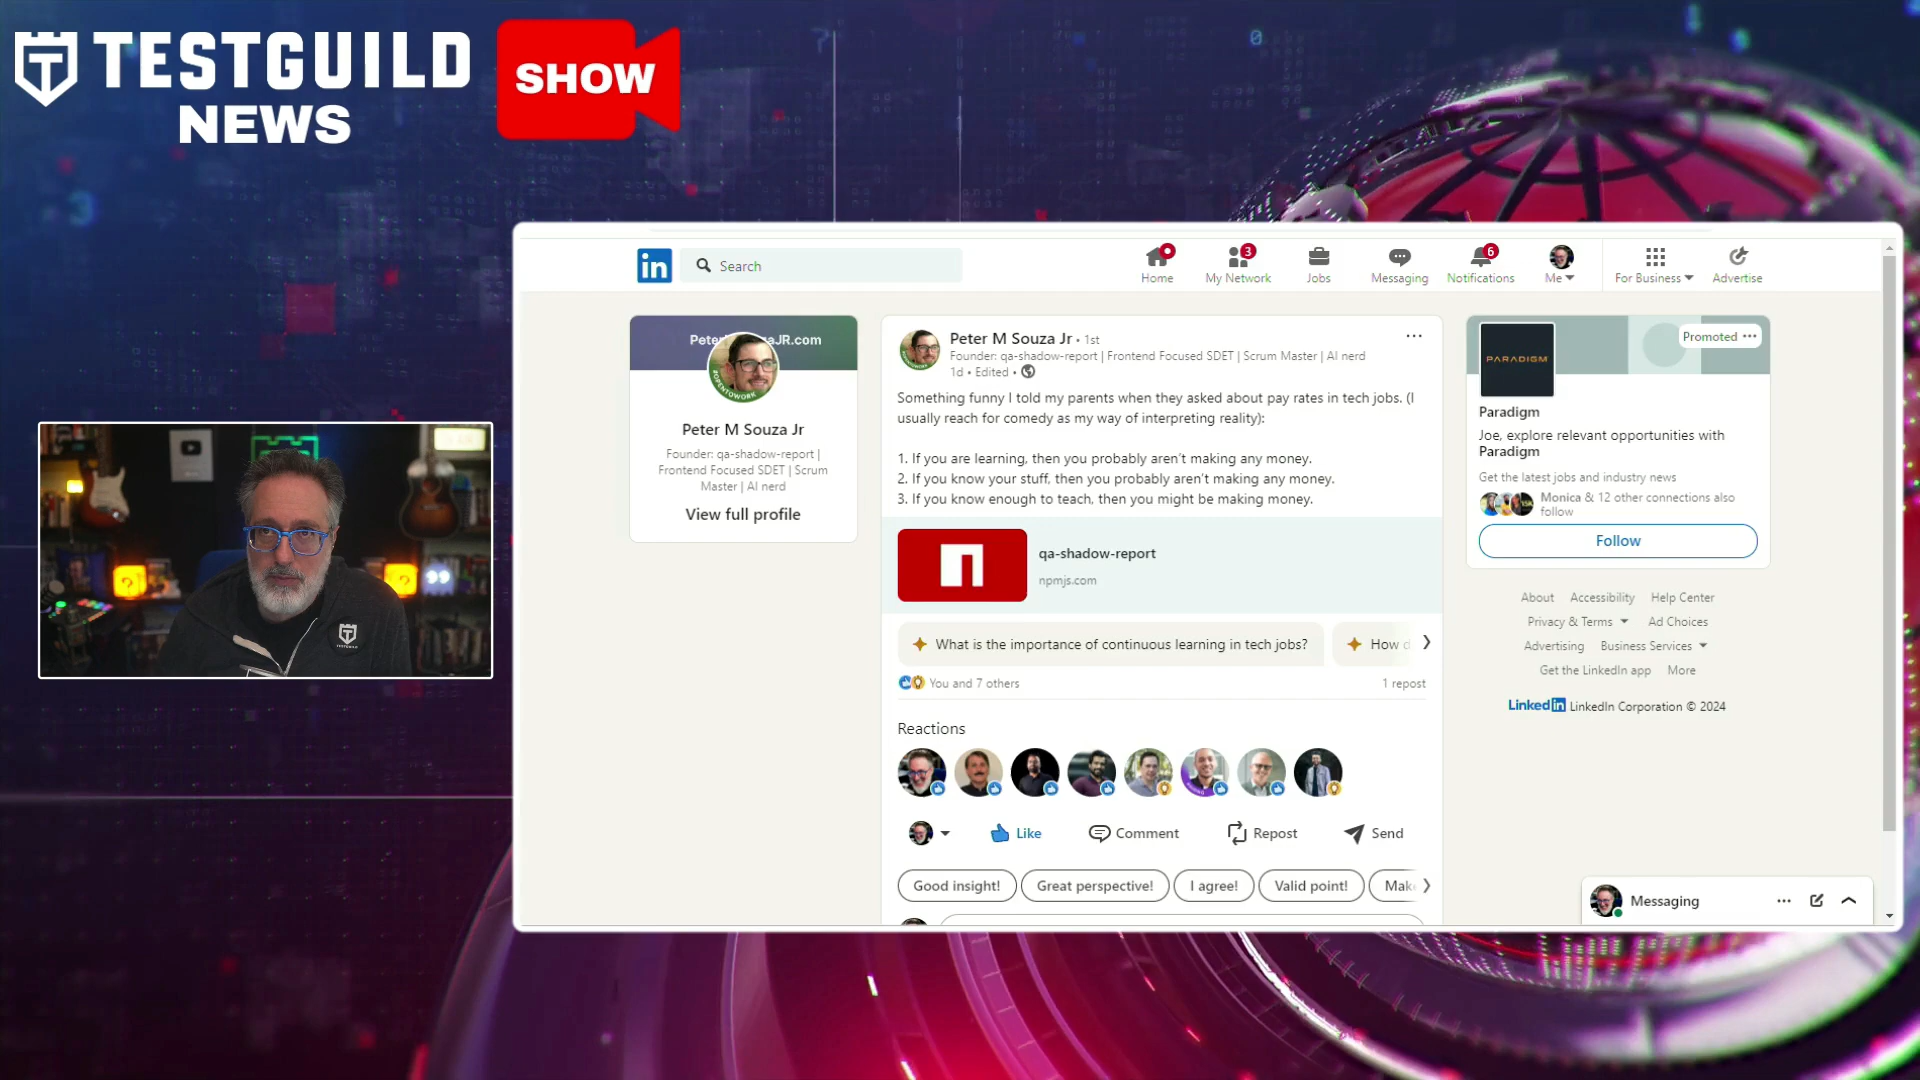 TESTGUILD
NEWS
SHOW
Search
Home
3
My Network
Jobs
Messaging
6
Notifications
Me
For Business
Advertise
PeterMSouzaJR.com
#OPENTOWORK
Peter M Souza Jr
Founder: qa-shadow-report |
Frontend Focused SDET | Scrum
Master | AI nerd
View full profile
Peter M Souza Jr • 1st
Founder: qa-shadow-report | Frontend Focused SDET | Scrum Master | AI nerd
1d • Edited •
Something funny I told my parents when they asked about pay rates in tech jobs. (I
usually reach for comedy as my way of interpreting reality):
1. If you are learning, then you probably aren't making any money.
2. If you know your stuff, then you probably aren't making any money.
3. If you know enough to teach, then you might be making money.
qa-shadow-report
npmjs.com
What is the importance of continuous learning in tech jobs?
How
You and 7 others
1 repost
Reactions
Like
Comment
Repost
Send
Good insight!
Great perspective!
I agree!
Valid point!
Promoted
PARADIGM
Paradigm
Joe, explore relevant opportunities with
Paradigm
Get the latest jobs and industry news
Monica & 12 other connections also
follow
Follow
About
Accessibility
Help Center
Privacy & Terms
Ad Choices
Advertising
Business Services
Get the LinkedIn app
More
LinkedIn LinkedIn Corporation © 2024
Messaging